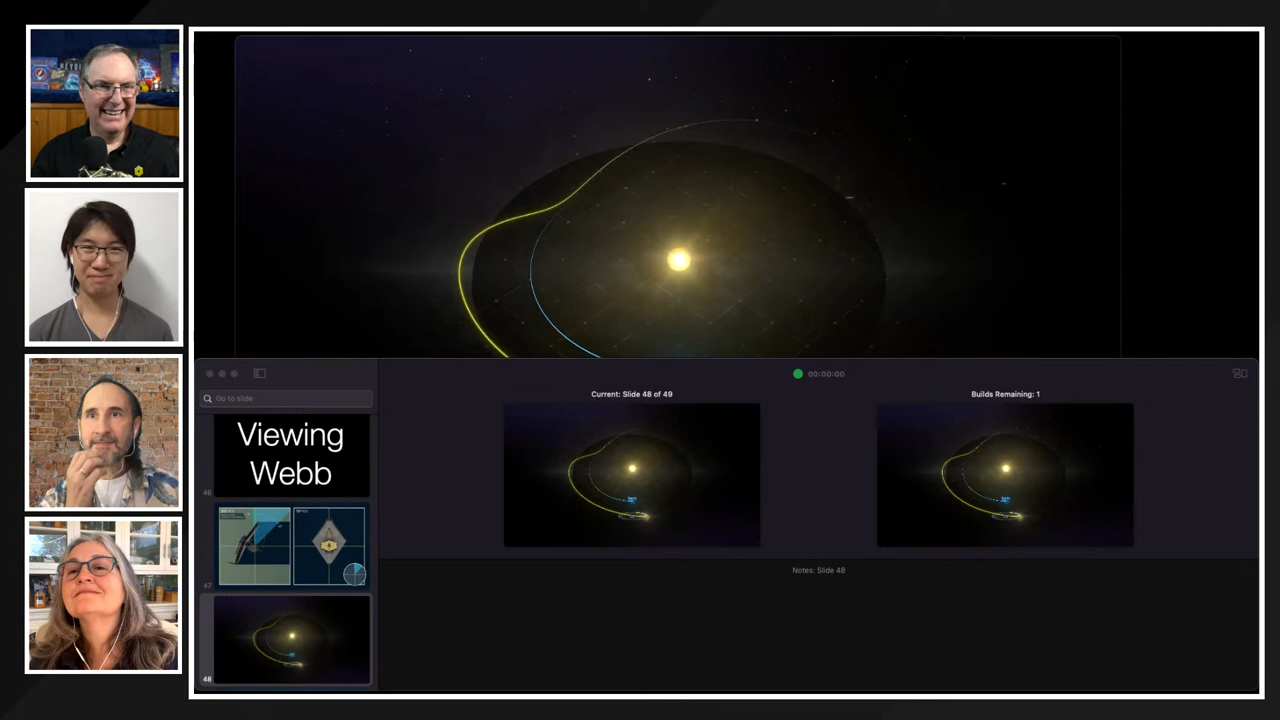 00:00:00
Go to slide
Current: Slide 48 of 49
Builds Remaining: 1
Viewing
Webb
46
47
48
Notes: Slide 48